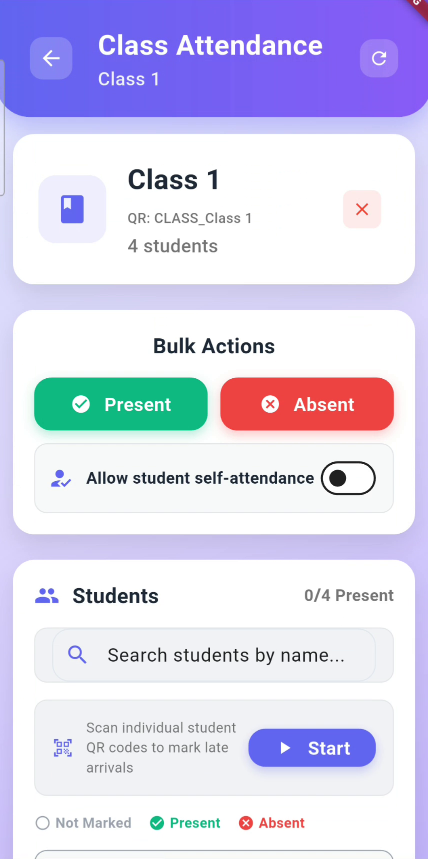 Class Attendance
Class 1
Class 1
QR: CLASS_Class 1
4 students
Bulk Actions
Present
Absent
Allow student self-attendance
Students
0/4 Present
Search students by name...
Scan individual student
QR codes to mark late
arrivals
Start
Not Marked
Present
Absent